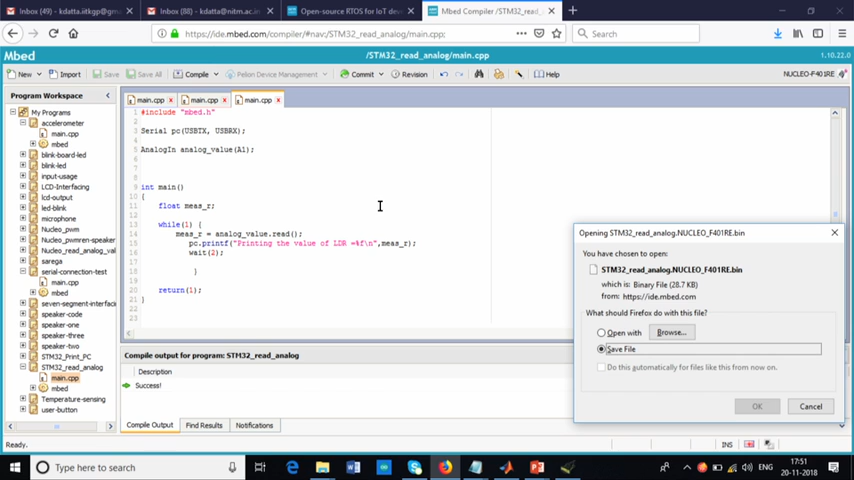 Inbox (49) - kdatta.iitkgp@gm
Inbox (88) - kdatta@nitm.ac.in
Open-source RTOS for IoT dev
Mbed Compiler /STM32_read_an
https://ide.mbed.com/compiler/#nav:/STM32_read_analog/main.cpp;
Search
Mbed
/STM32_read_analog/main.cpp
1.10.22.0
New
Import
Save
Save All
Compile
Pelion Device Management
Commit
Revision
Help
NUCLEO-F401RE
Program Workspace
My Programs
accelerometer
main.cpp
mbed
blink-board-led
blink-led
input-usage
LCD-Interfacing
lcd-output
led-blink
microphone
Nucleo_pwm
Nucleo_pwmren-speaker
Nucleo_read_analog_val
sarega
serial-connection-test
main.cpp
mbed
seven-segment-interfaci
speaker-code
speaker-one
speaker-three
speaker-two
STM32_Print_PC
STM32_read_analog
main.cpp
mbed
Temperature-sensing
user-button
main.cpp
main.cpp
main.cpp
1 #include "mbed.h"
2
3 Serial pc(USBTX, USBRX);
4
5 AnalogIn analog_value(A1);
6
7
8
9 int main()
10 {
11 float meas_r;
12
13 while(1) {
14 meas_r = analog_value.read();
15 pc.printf("Printing the value of LDR =%f\n",meas_r);
16 wait(2);
17
18 }
19
20 return(1);
21 }
22
23
Compile output for program: STM32_read_analog
Description
Success!
Compile Output
Find Results
Notifications
Opening STM32_read_analog.NUCLEO_F401RE.bin
You have chosen to open:
STM32_read_analog.NUCLEO_F401RE.bin
which is: Binary File (28.7 KB)
from: https://ide.mbed.com
What should Firefox do with this file?
Open with
Browse...
Save File
Do this automatically for files like this from now on.
OK
Cancel
Ready.
INS
Type here to search
ENG
17:51
20-11-2018